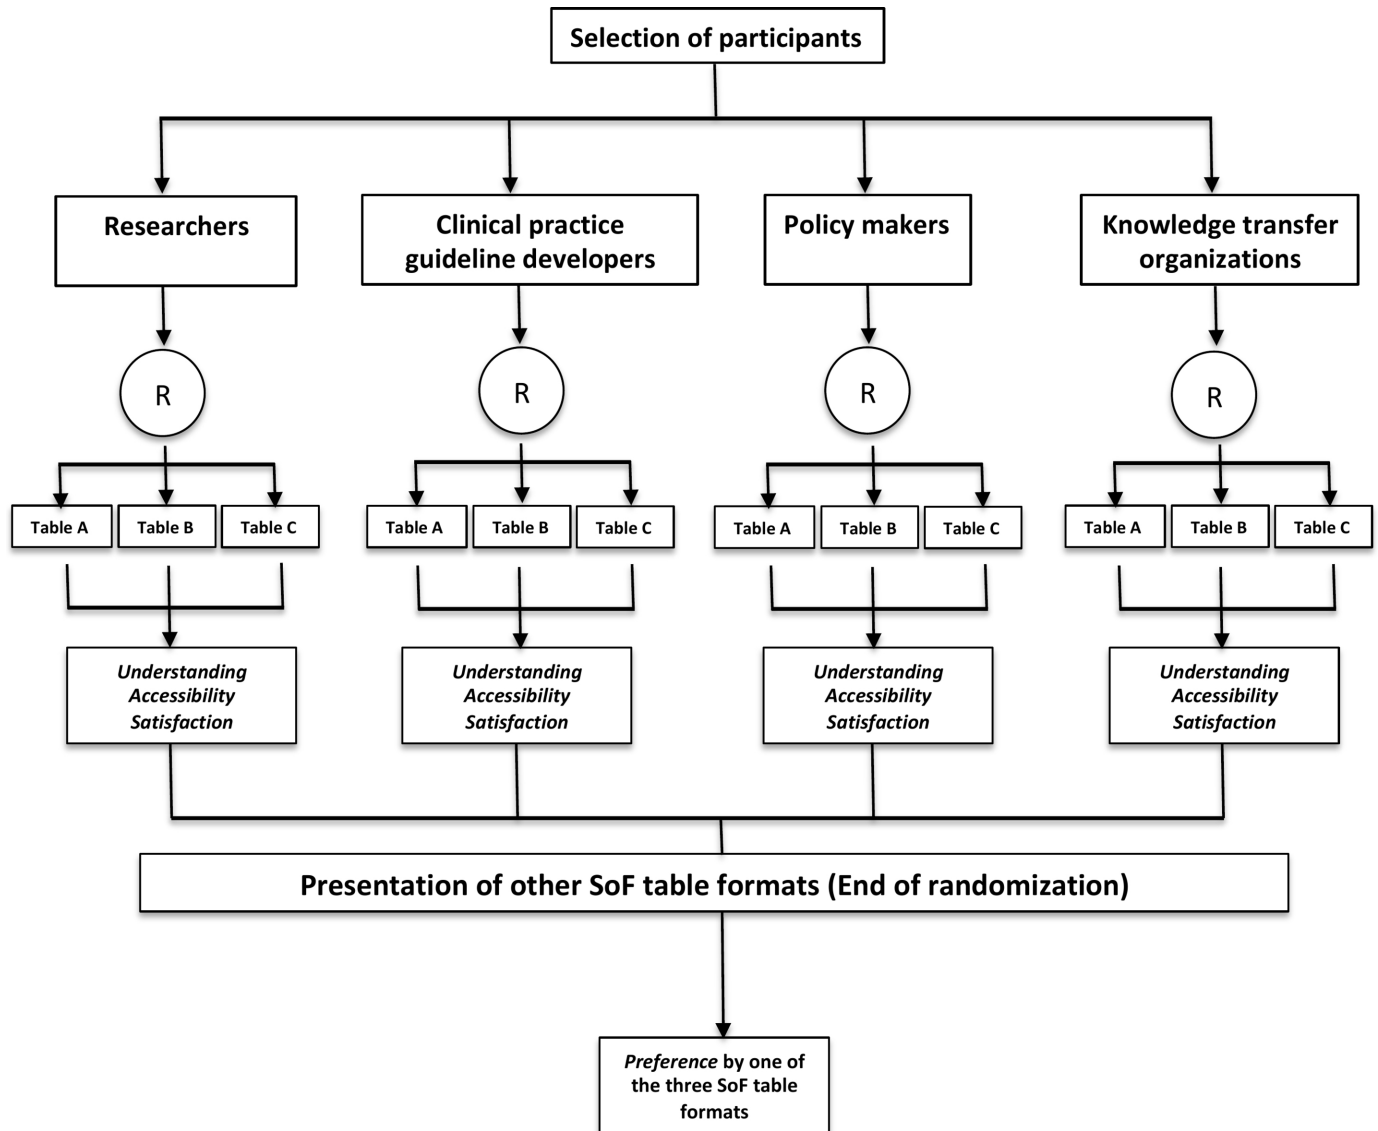 Selection of participants
Researchers
Clinical practice
guideline developers
Policy makers
Knowledge transfer
organizations
R
R
R
R
Table A
Table B
Table C
Table A
Table B
Table C
Table A
Table B
Table C
Table A
Table B
Table C
Understanding
Accessibility
Satisfaction
Understanding
Accessibility
Satisfaction
Understanding
Accessibility
Satisfaction
Understanding
Accessibility
Satisfaction
Presentation of other SoF table formats (End of randomization)
Preference by one of
the three SoF table
formats